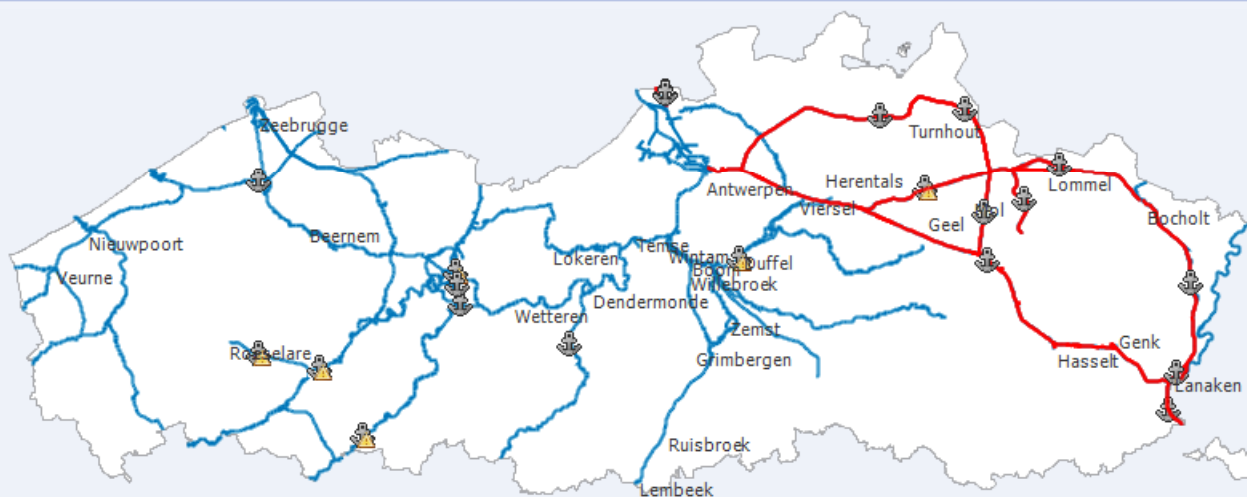 Zeebrugge
Turnhout
Antwerpen
Herentals
Lommel
Viersel
Geel
Mol
Bocholt
Nieuwpoort
Beernem
Temse
Lokeren
Wintam
Duffel
Boom
Veurne
Willebroek
Dendermonde
Wetteren
Zemst
Roeselare
Grimbergen
Genk
Hasselt
Lanaken
Ruisbroek
Lembeek